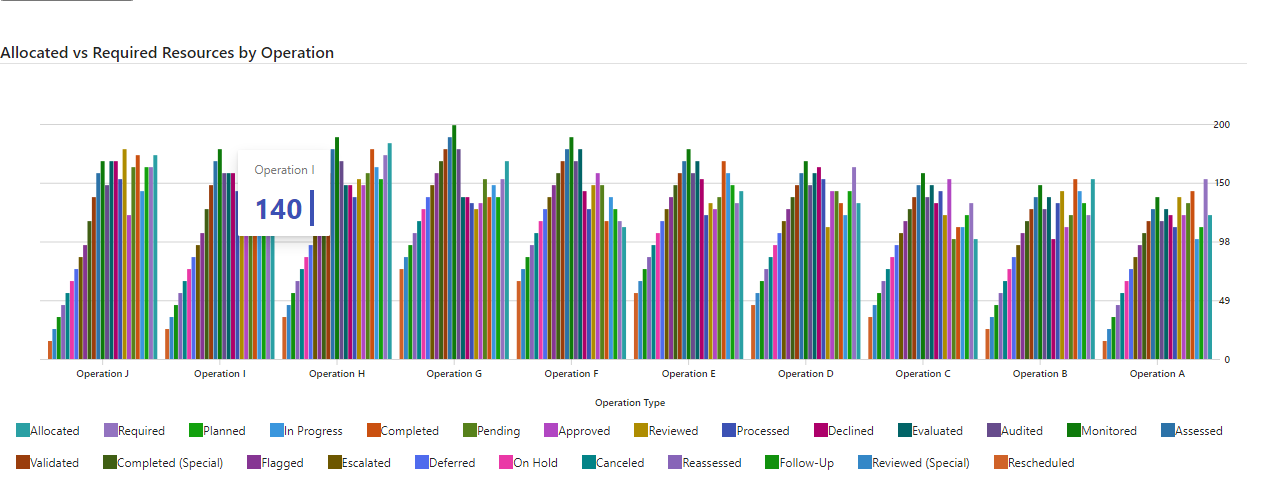 Allocated vs Required Resources by Operation
200
Operation I
140
150
98
49
0
Operation J Operation I Operation H Operation G Operation F Operation E Operation D Operation C Operation B Operation A
Operation Type
Allocated Required Planned In Progress Completed Pending Approved Reviewed Processed Declined Evaluated Audited Monitored Assessed
Validated Completed (Special) Flagged Escalated Deferred On Hold Canceled Reassessed Follow-Up Reviewed (Special) Rescheduled